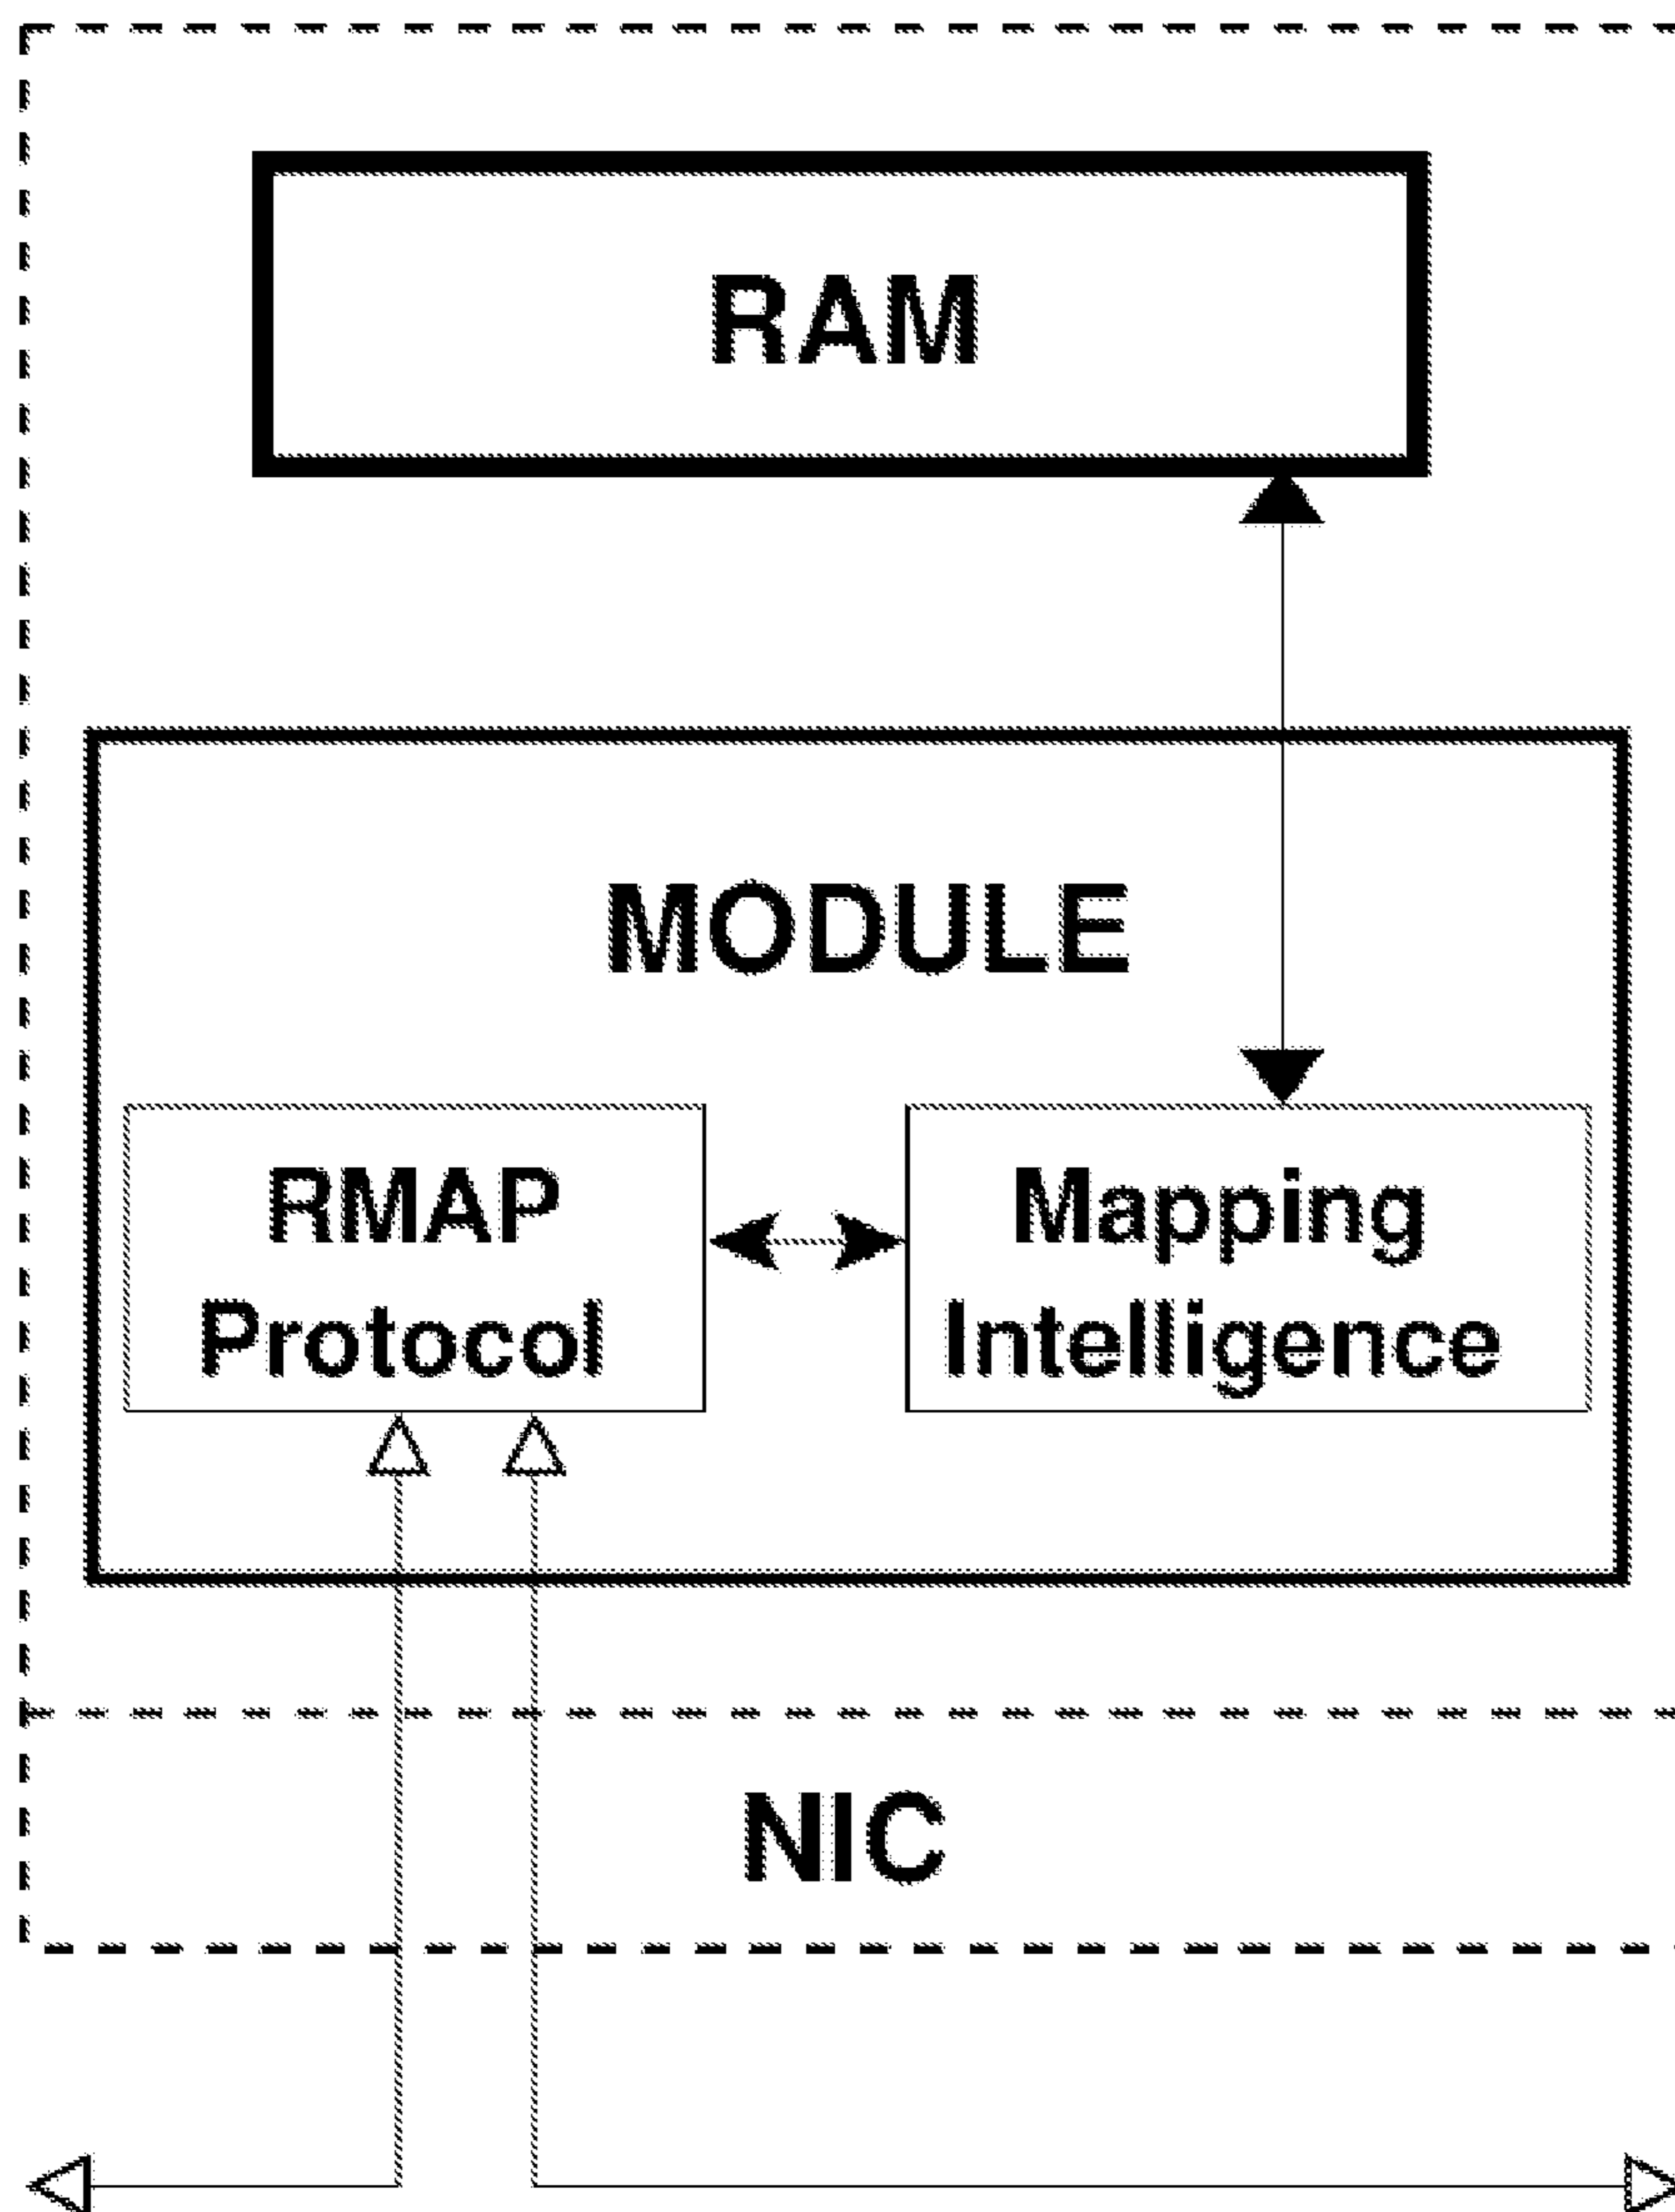 RAM
MODULE
RMAP
Protocol
Mapping
Intelligence
NIC